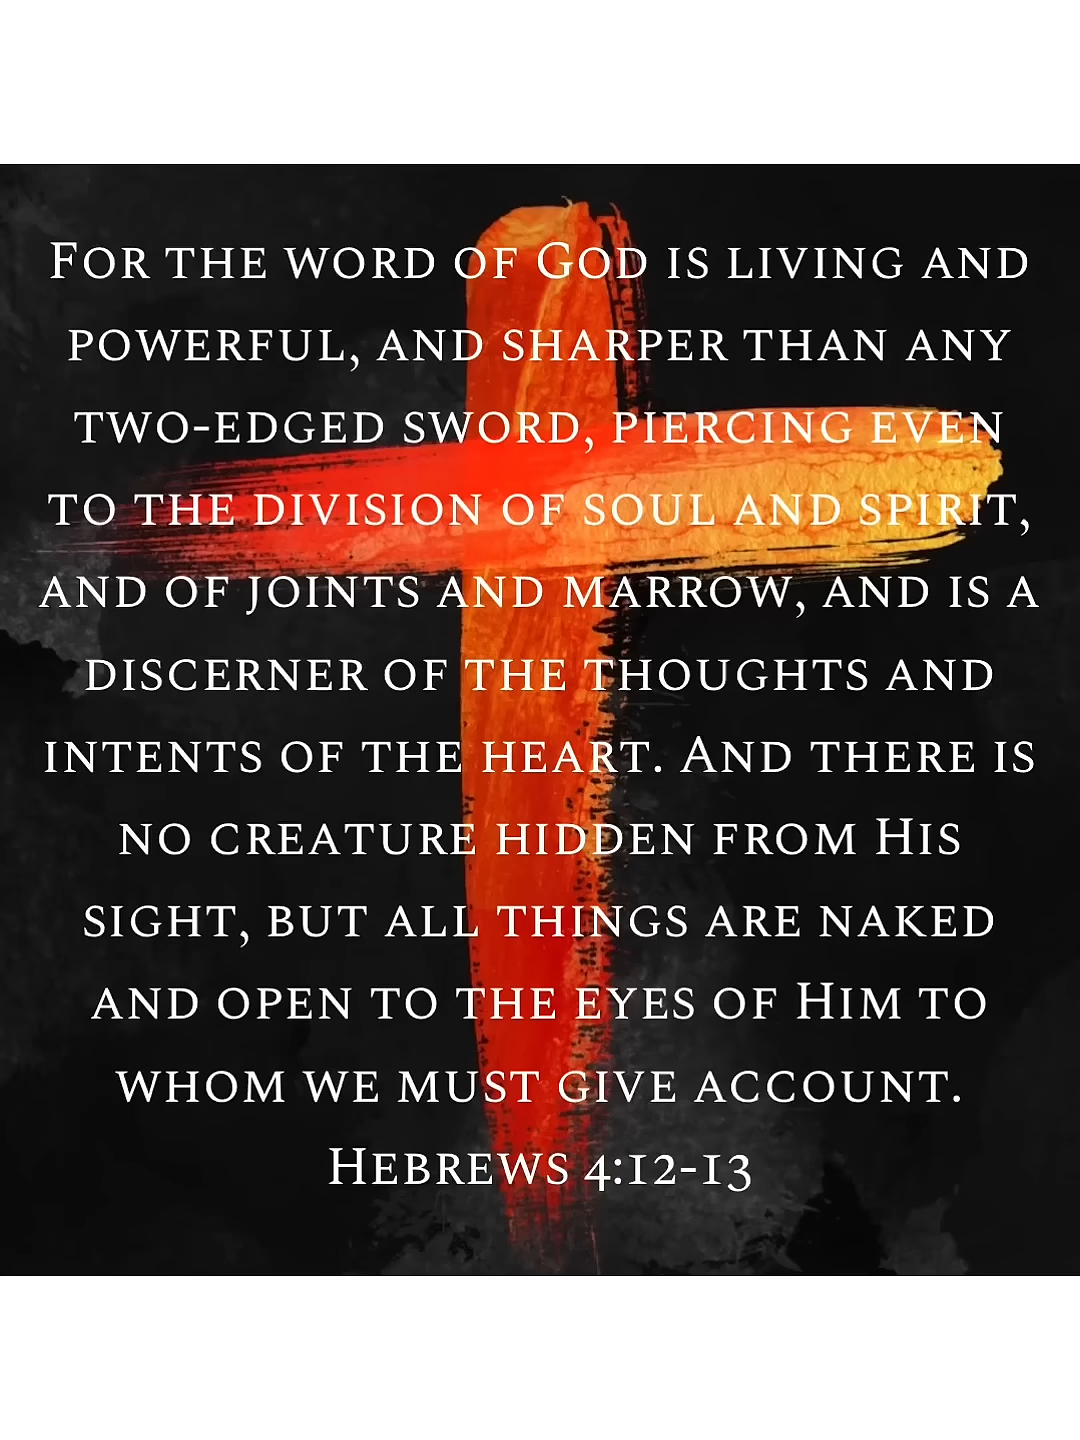 For the word of God is living and
powerful, and sharper than any
two-edged sword, piercing even
to the division of soul and spirit,
and of joints and marrow, and is a
discerner of the thoughts and
intents of the heart. And there is
no creature hidden from His
sight, but all things are naked
and open to the eyes of Him to
whom we must give account.
Hebrews 4:12-13